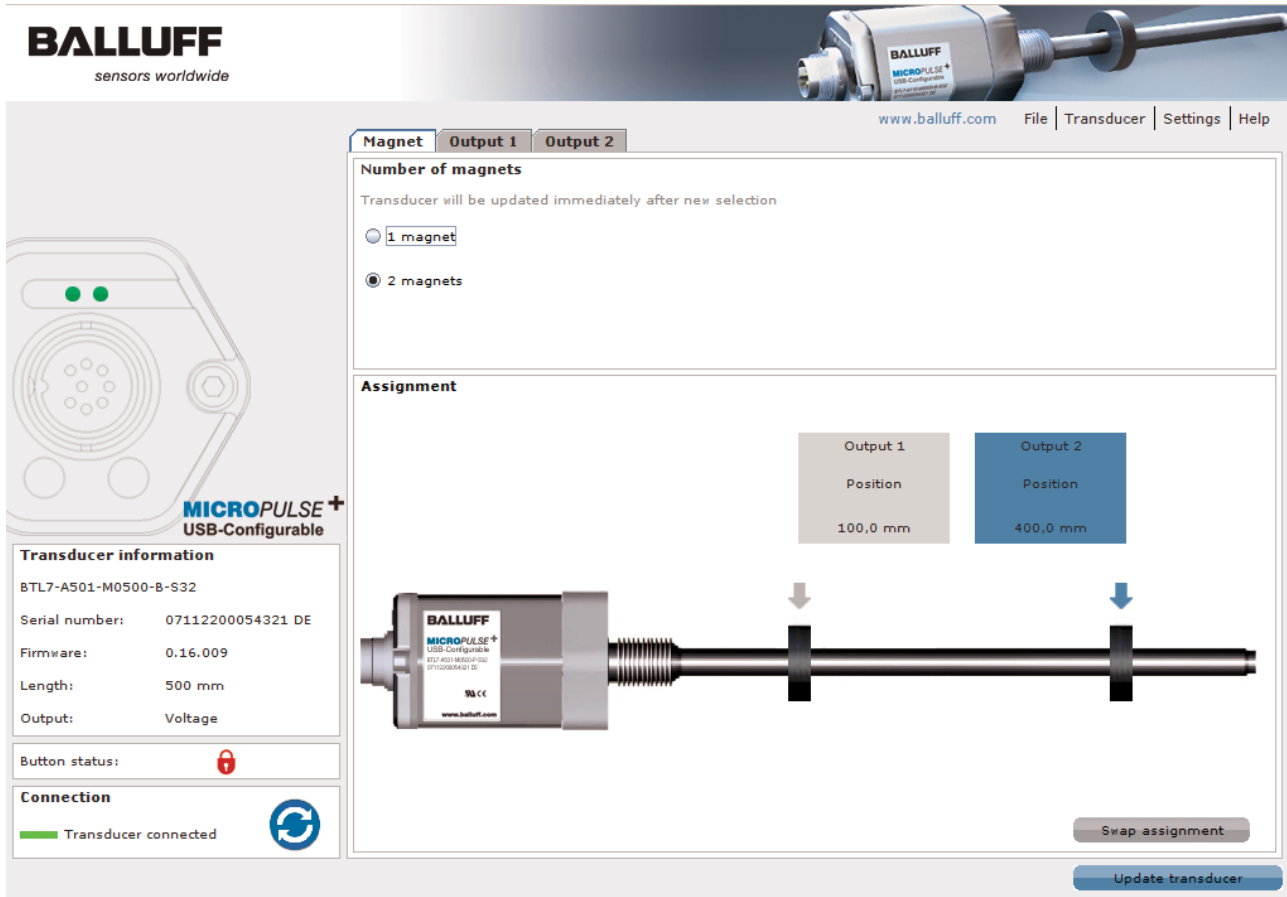 BALLUFF
sensors worldwide
BALLUFF
MICROPULSE+
USB-Configurable
www.balluff.com File Transducer Settings Help
Magnet Output 1 Output 2
Number of magnets
Transducer will be updated immediately after new selection
1 magnet
2 magnets
MICROPULSE+
USB-Configurable
Transducer information
BTL7-A501-M0500-B-S32
Serial number: 07112200054321 DE
Firmware: 0.16.009
Length: 500 mm
Output: Voltage
Button status:
Connection
Transducer connected
Assignment
Output 1
Position
100,0 mm
Output 2
Position
400,0 mm
BALLUFF
MICROPULSE+
USB-Configurable
www.balluff.com
Swap assignment
Update transducer